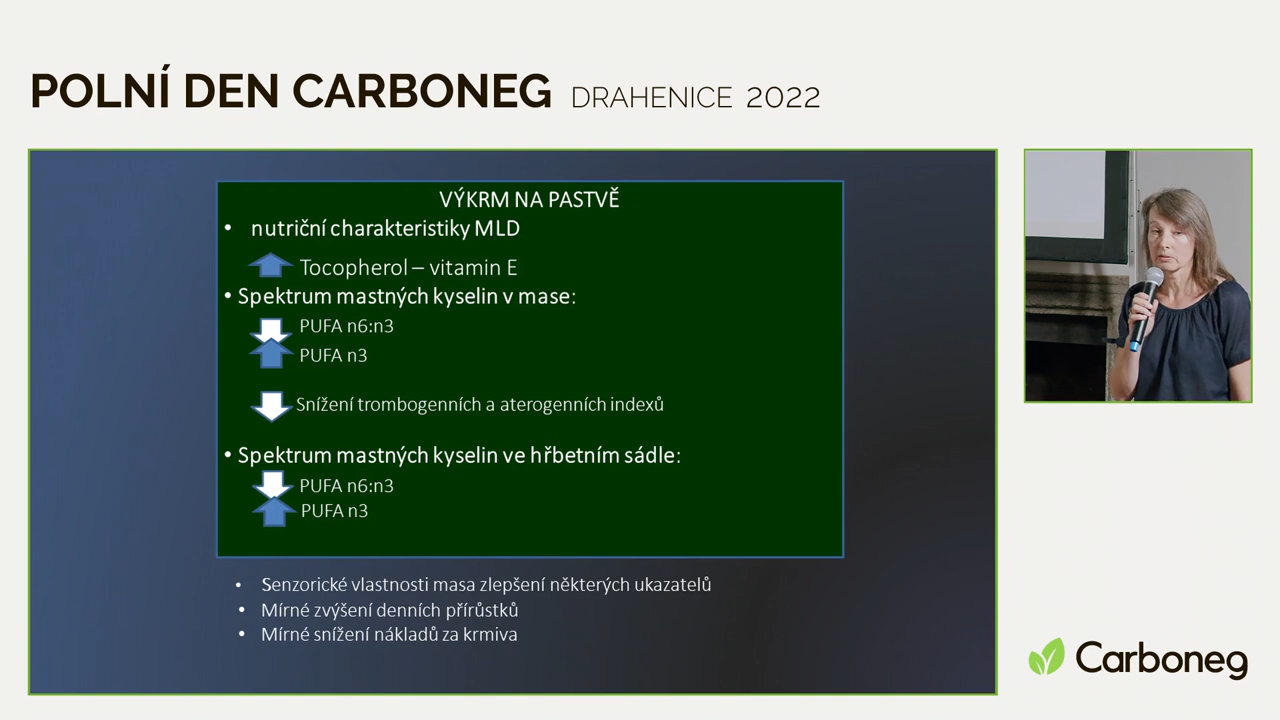 POLNÍ DEN CARBONEG DRAHENICE 2022
VÝKRM NA PASTVĚ
• nutriční charakteristiky MLD
Tocopherol – vitamin E
• Spektrum mastných kyselin v mase:
PUFA n6:n3
PUFA n3
Snížení trombogenních a aterogenních indexů
• Spektrum mastných kyselin ve hřbetním sádle:
PUFA n6:n3
PUFA n3
• Senzorické vlastnosti masa zlepšení některých ukazatelů
• Mírné zvýšení denních přírůstků
• Mírné snížení nákladů za krmiva
Carboneg